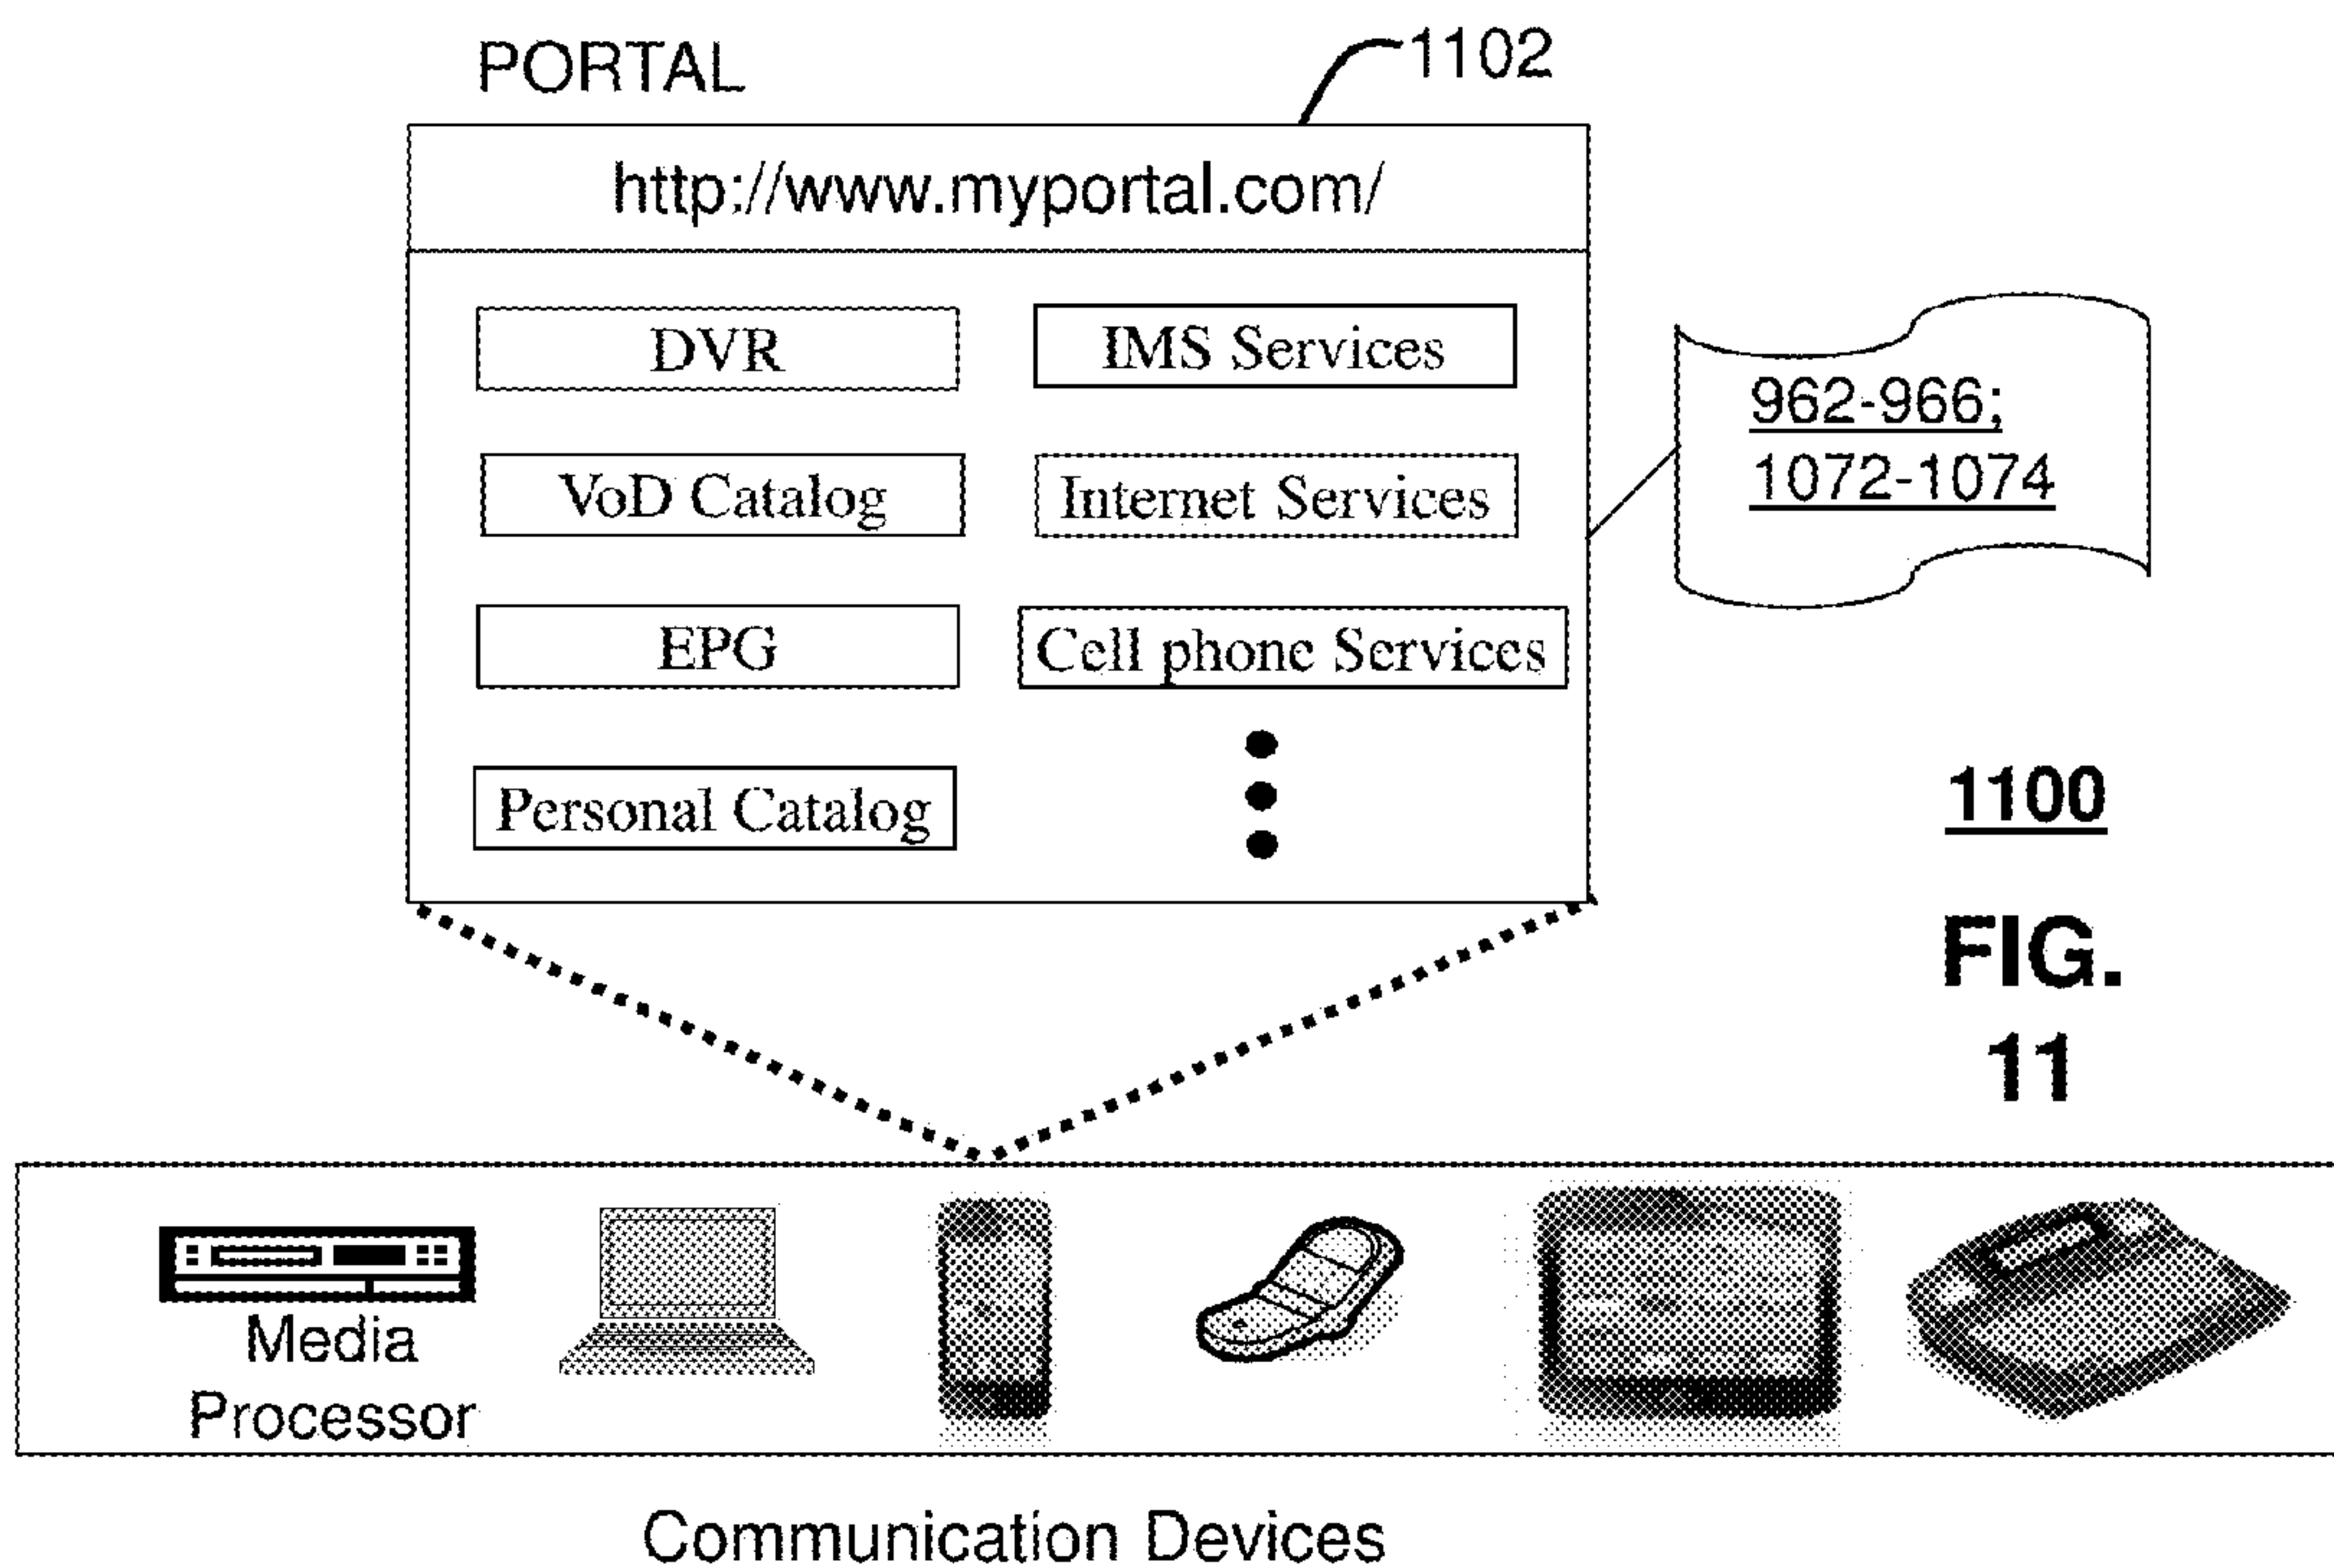 PORTAL
1102
http://www.myportal.com/
DVR
IMS Services
VoD Catalog
Internet Services
EPG
Cell phone Services
Personal Catalog
962-966;
1072-1074
1100
FIG.
11
Media
Processor
Communication Devices